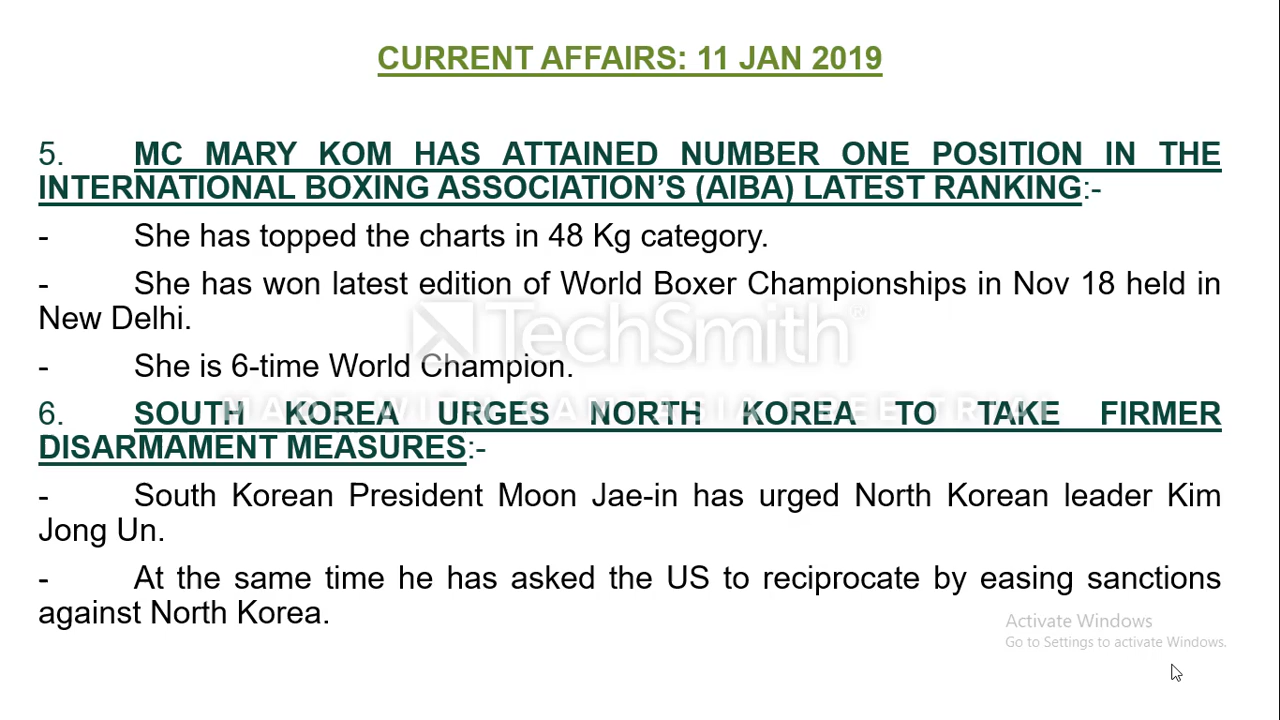 CURRENT AFFAIRS: 11 JAN 2019
5. MC MARY KOM HAS ATTAINED NUMBER ONE POSITION IN THE
INTERNATIONAL BOXING ASSOCIATION’S (AIBA) LATEST RANKING:-
- She has topped the charts in 48 Kg category.
- She has won latest edition of World Boxer Championships in Nov 18 held in
New Delhi.
TechSmith®
- She is 6-time World Champion.
MADE WITH CAMTASIA FREE TRIAL
6. SOUTH KOREA URGES NORTH KOREA TO TAKE FIRMER
DISARMAMENT MEASURES:-
- South Korean President Moon Jae-in has urged North Korean leader Kim
Jong Un.
- At the same time he has asked the US to reciprocate by easing sanctions
against North Korea.
Activate Windows
Go to Settings to activate Windows.